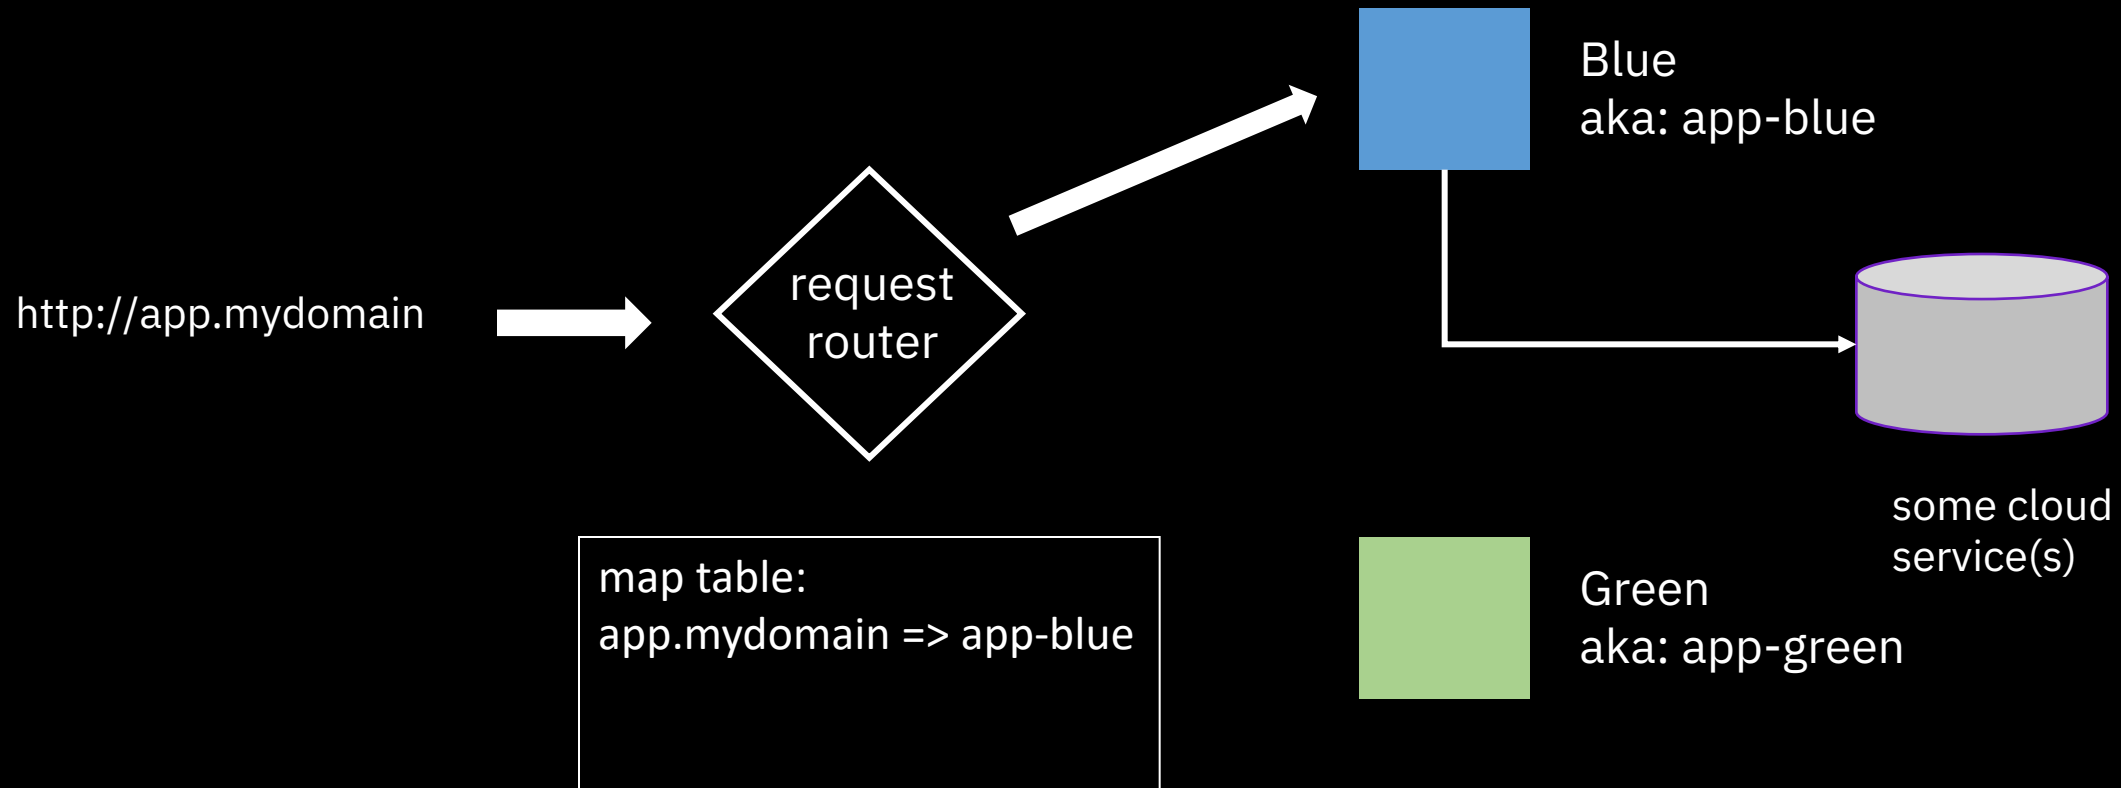 Blue
aka: app-blue
http://app.mydomain
request
router
some cloud
service(s)
map table:
app.mydomain => app-blue
Green
aka: app-green